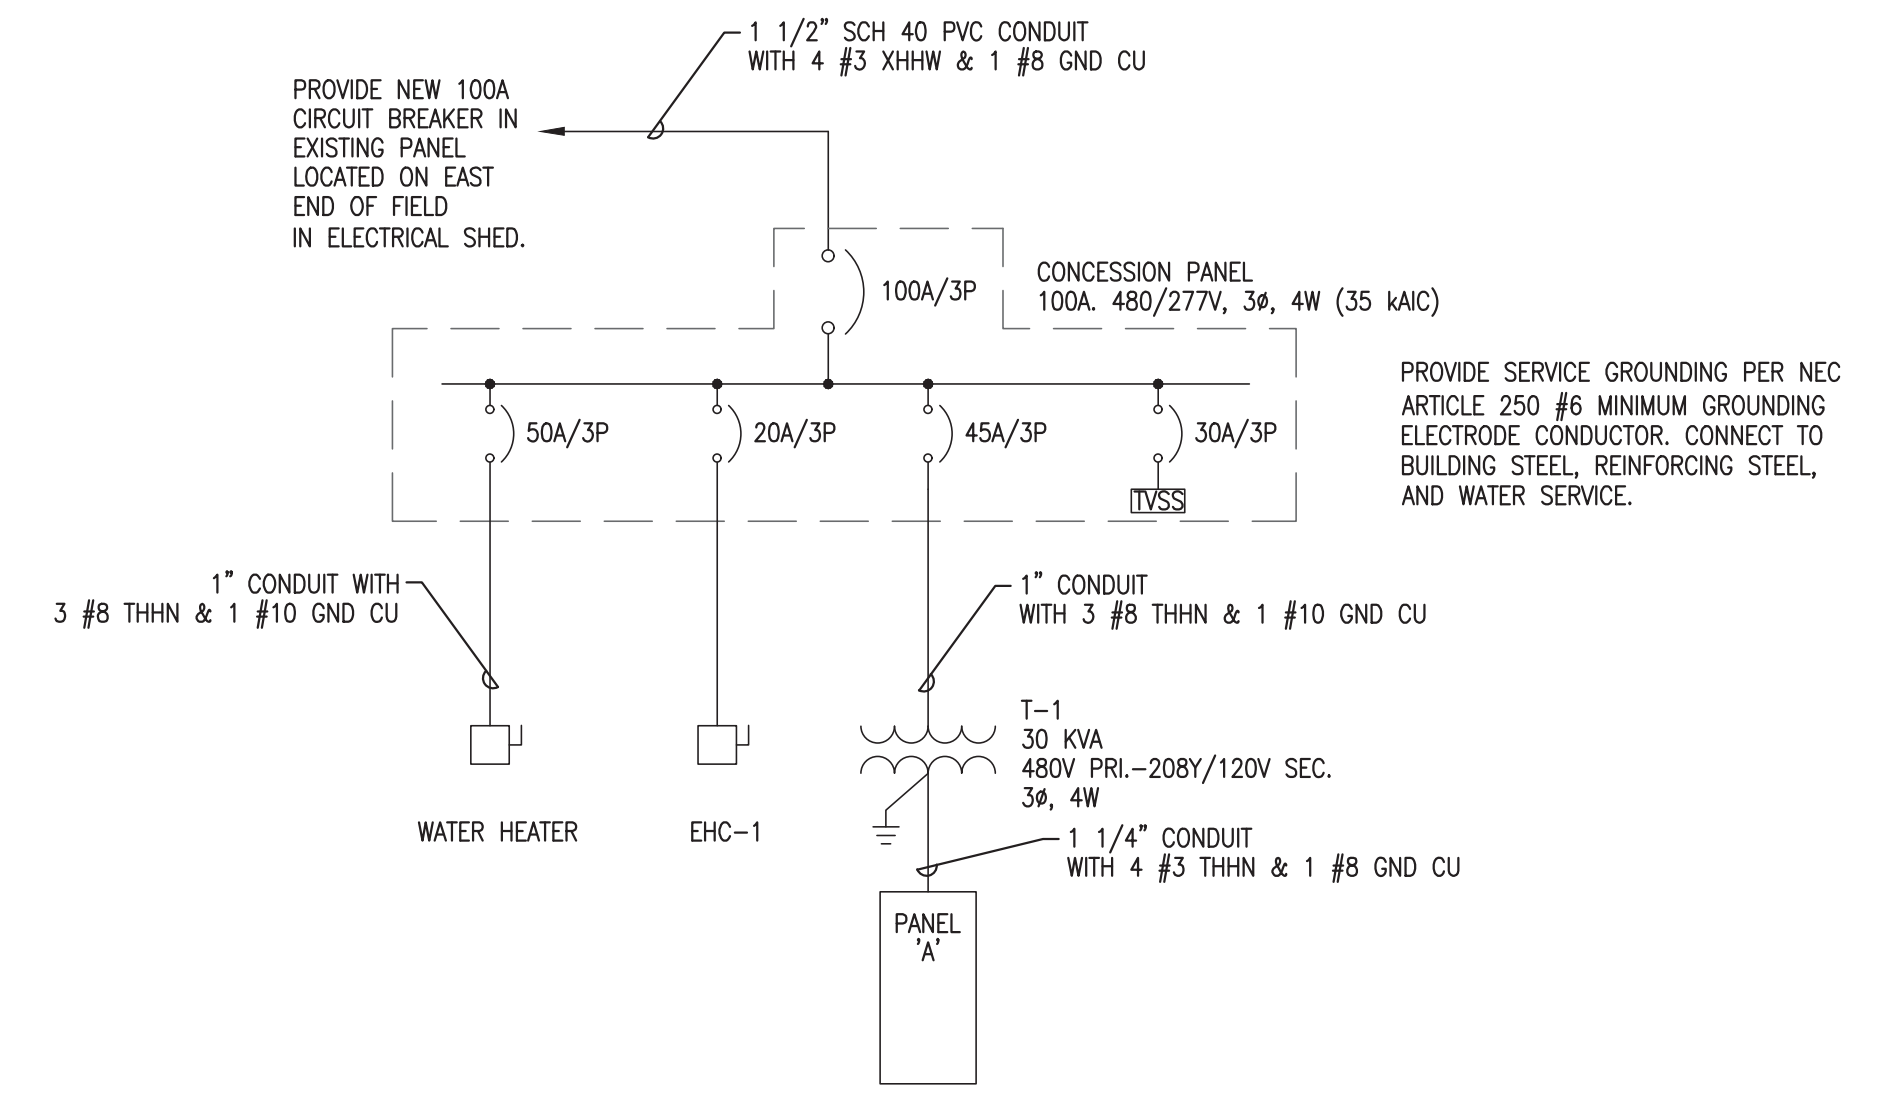 1 1/2" SCH 40 PVC CONDUIT
WITH 4 #3 XHHW & 1 #8 GND CU
PROVIDE NEW 100A
CIRCUIT BREAKER IN
EXISTING PANEL
LOCATED ON EAST
END OF FIELD
IN ELECTRICAL SHED.
100A/3P
CONCESSION PANEL
100A. 480/277V, 3ø, 4W (35 kAIC)
50A/3P
20A/3P
45A/3P
30A/3P
TVSS
PROVIDE SERVICE GROUNDING PER NEC
ARTICLE 250 #6 MINIMUM GROUNDING
ELECTRODE CONDUCTOR. CONNECT TO
BUILDING STEEL, REINFORCING STEEL,
AND WATER SERVICE.
1" CONDUIT WITH
3 #8 THHN & 1 #10 GND CU
1" CONDUIT
WITH 3 #8 THHN & 1 #10 GND CU
T-1
30 KVA
480V PRI.-208Y/120V SEC.
3ø, 4W
WATER HEATER
EHC-1
1 1/4" CONDUIT
WITH 4 #3 THHN & 1 #8 GND CU
PANEL
'A'